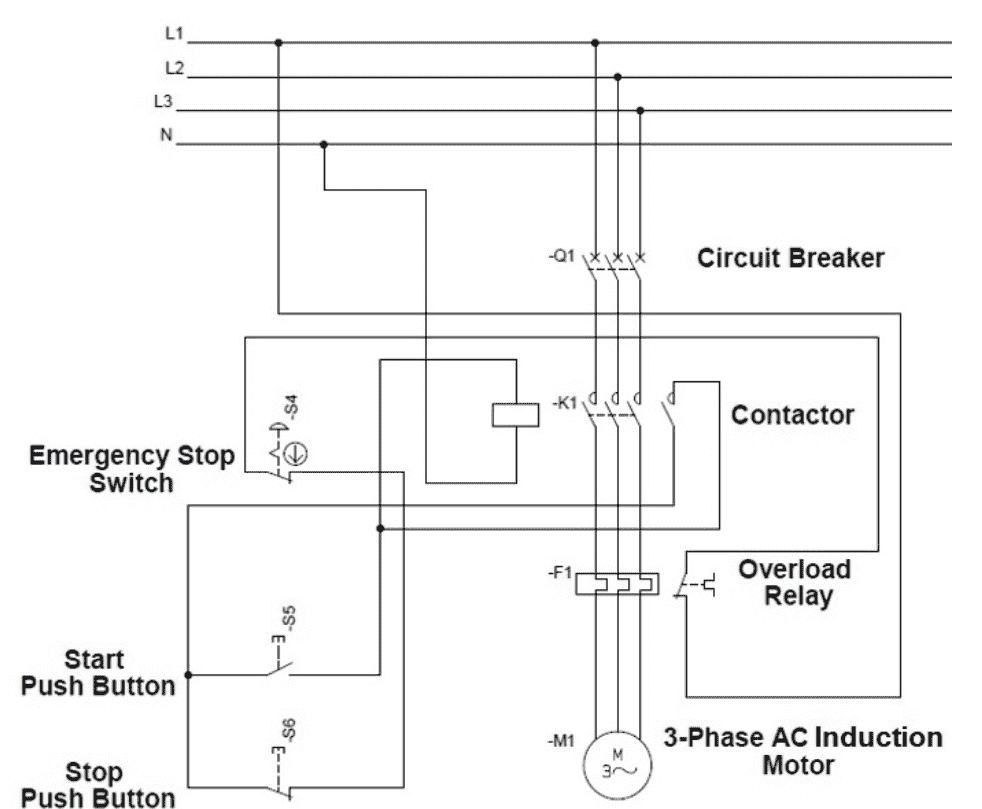 L1
L2
L3
N
-Q1
Circuit Breaker
-S4
-K1
Contactor
Emergency Stop
Switch
-F1
Overload
Relay
-S5
Start
Push Button
-S6
-M1
3-Phase AC Induction
Motor
M
3~
Stop
Push Button